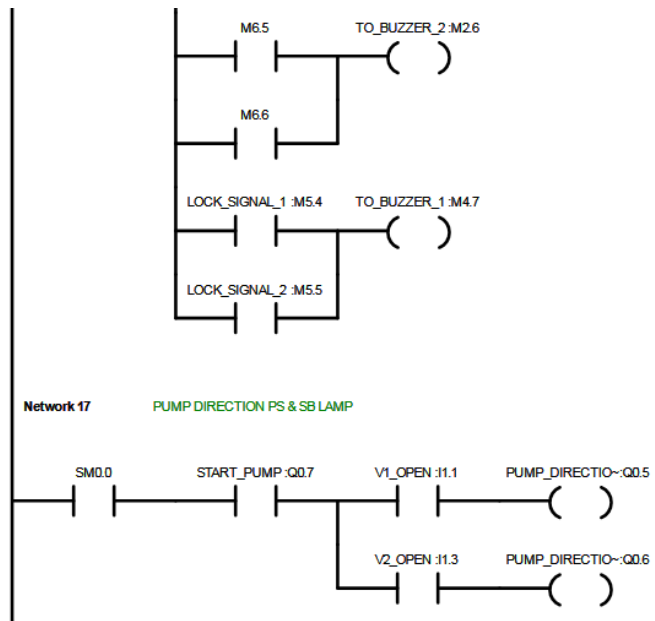 M6.5 TO_BUZZER_2 :M2.6
M6.6
LOCK_SIGNAL_1 :M5.4 TO_BUZZER_1 :M4.7
LOCK_SIGNAL_2 :M5.5
Network 17 PUMP DIRECTION PS & SB LAMP
SM0.0 START_PUMP :Q0.7 V1_OPEN :I1.1 PUMP_DIRECTIO~:Q0.5
V2_OPEN :I1.3 PUMP_DIRECTIO~:Q0.6